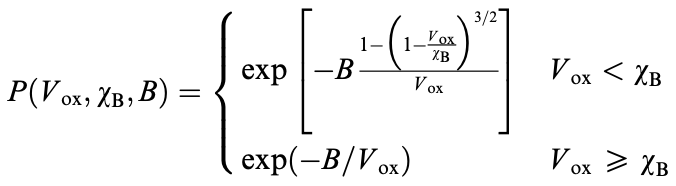 P(V_ox, χ_B, B) = { exp [ −B (1−(1−V_ox/χ_B)^3/2)/V_ox ] V_ox < χ_B
exp(−B/V_ox) V_ox ⩾ χ_B